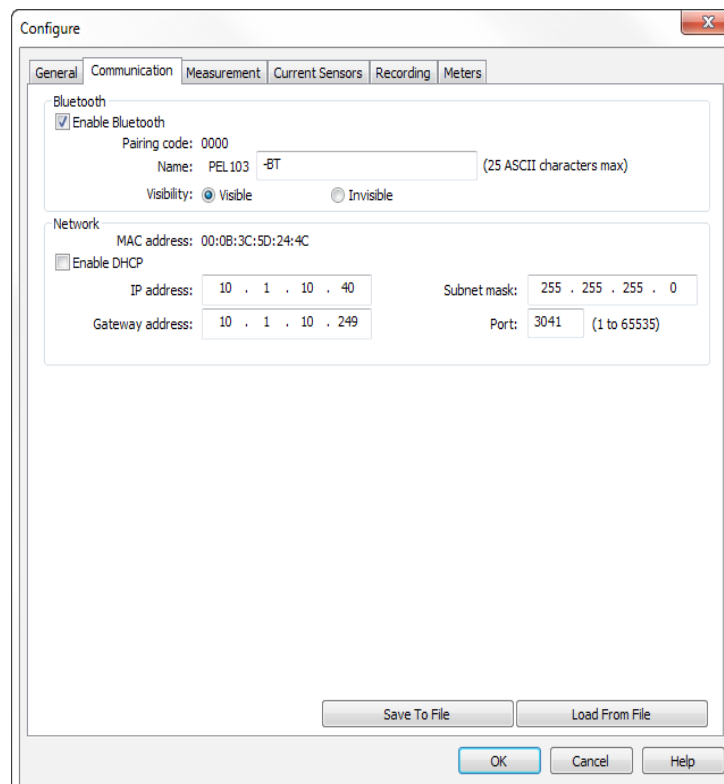 Configure
X
General Communication Measurement Current Sensors Recording Meters
Bluetooth
Enable Bluetooth
Pairing code: 0000
Name: PEL103 -BT (25 ASCII characters max)
Visibility: Visible Invisible
Network
MAC address: 00:0B:3C:5D:24:4C
Enable DHCP
IP address: 10 . 1 . 10 . 40 Subnet mask: 255 . 255 . 255 . 0
Gateway address: 10 . 1 . 10 . 249 Port: 3041 (1 to 65535)
Save To File Load From File
OK Cancel Help